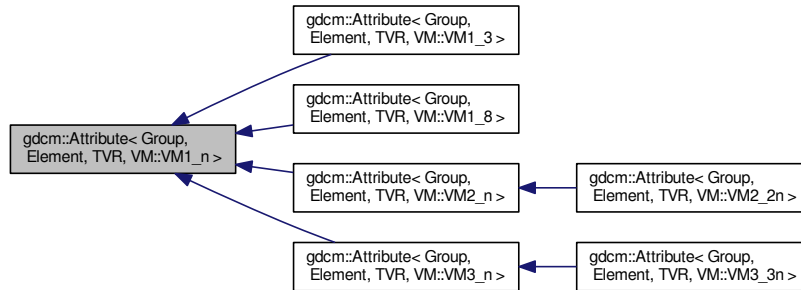 gdcm::Attribute< Group,
Element, TVR, VM::VM1_3 >
gdcm::Attribute< Group,
Element, TVR, VM::VM1_8 >
gdcm::Attribute< Group,
Element, TVR, VM::VM1_n >
gdcm::Attribute< Group,
Element, TVR, VM::VM2_n >
gdcm::Attribute< Group,
Element, TVR, VM::VM2_2n >
gdcm::Attribute< Group,
Element, TVR, VM::VM3_n >
gdcm::Attribute< Group,
Element, TVR, VM::VM3_3n >